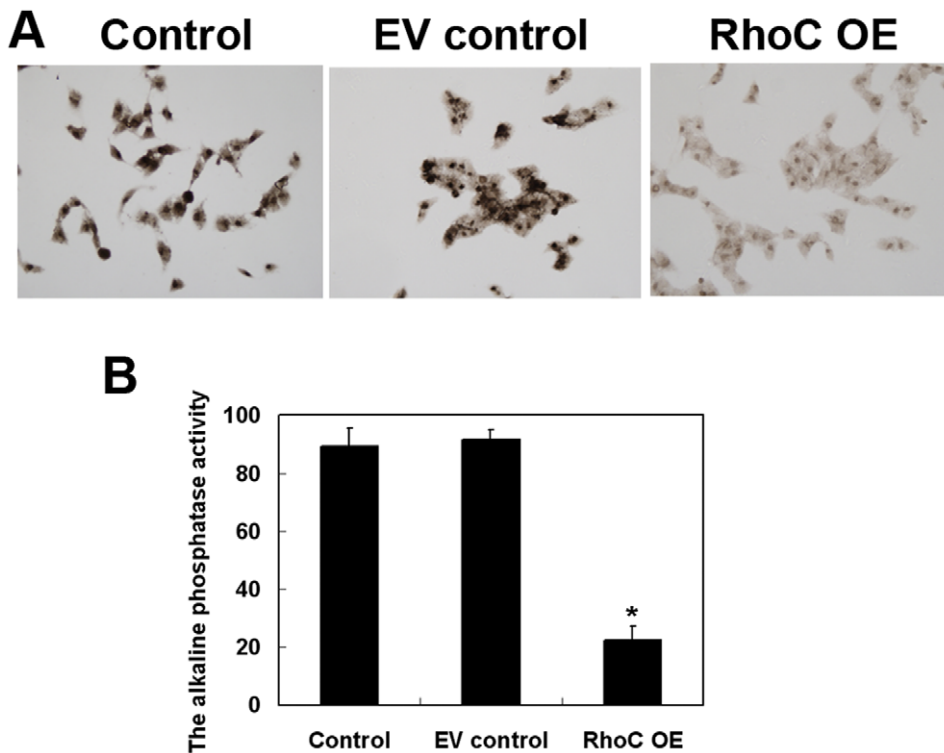 A
Control
EV control
RhoC OE
B
The alkaline phosphatase activity
100
80
60
40
20
0
*
Control
EV control
RhoC OE